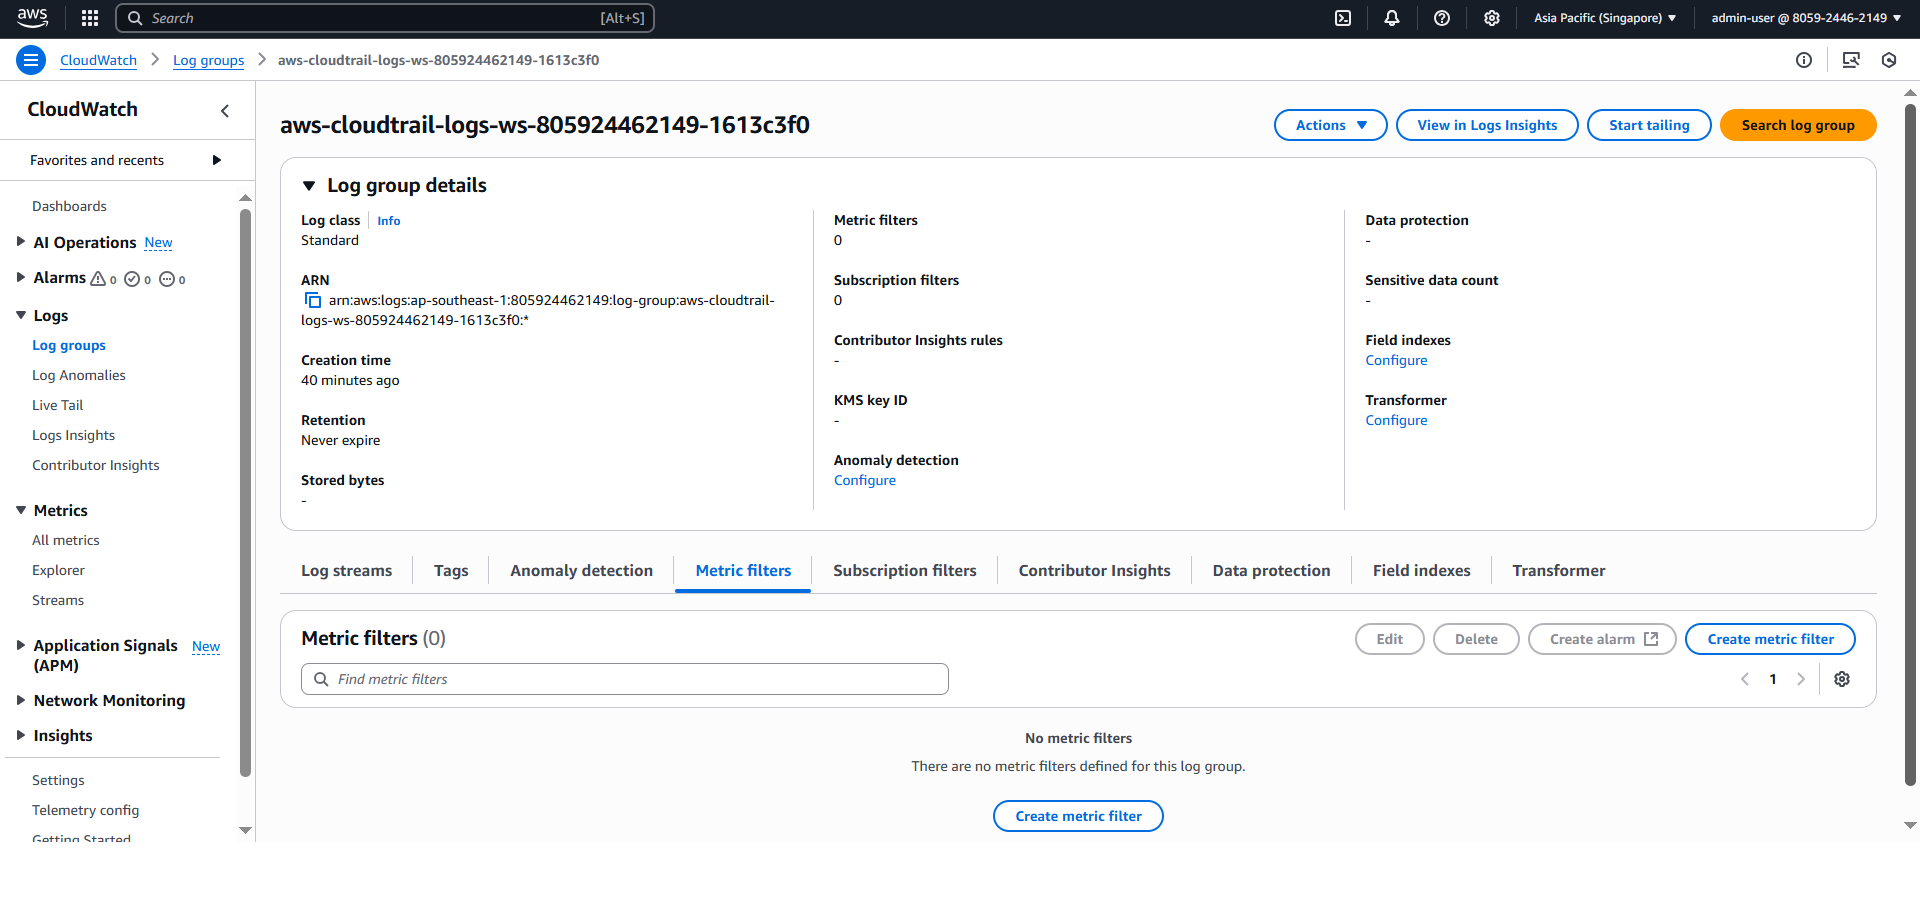 aws
Search
[Alt+S]
Asia Pacific (Singapore)
admin-user @ 8059-2446-2149
CloudWatch
Log groups
aws-cloudtrail-logs-ws-805924462149-1613c3f0
CloudWatch
Favorites and recents
Dashboards
AI Operations New
Alarms 0 0 0
Logs
Log groups
Log Anomalies
Live Tail
Logs Insights
Contributor Insights
Metrics
All metrics
Explorer
Streams
Application Signals New
(APM)
Network Monitoring
Insights
Settings
Telemetry config
Getting Started
aws-cloudtrail-logs-ws-805924462149-1613c3f0
Actions
View in Logs Insights
Start tailing
Search log group
Log group details
Log class Info
Standard
ARN
arn:aws:logs:ap-southeast-1:805924462149:log-group:aws-cloudtrail-
logs-ws-805924462149-1613c3f0:*
Creation time
40 minutes ago
Retention
Never expire
Stored bytes
-
Metric filters
0
Subscription filters
0
Contributor Insights rules
-
KMS key ID
-
Anomaly detection
Configure
Data protection
-
Sensitive data count
-
Field indexes
Configure
Transformer
Configure
Log streams
Tags
Anomaly detection
Metric filters
Subscription filters
Contributor Insights
Data protection
Field indexes
Transformer
Metric filters (0)
Edit
Delete
Create alarm
Create metric filter
Find metric filters
1
No metric filters
There are no metric filters defined for this log group.
Create metric filter